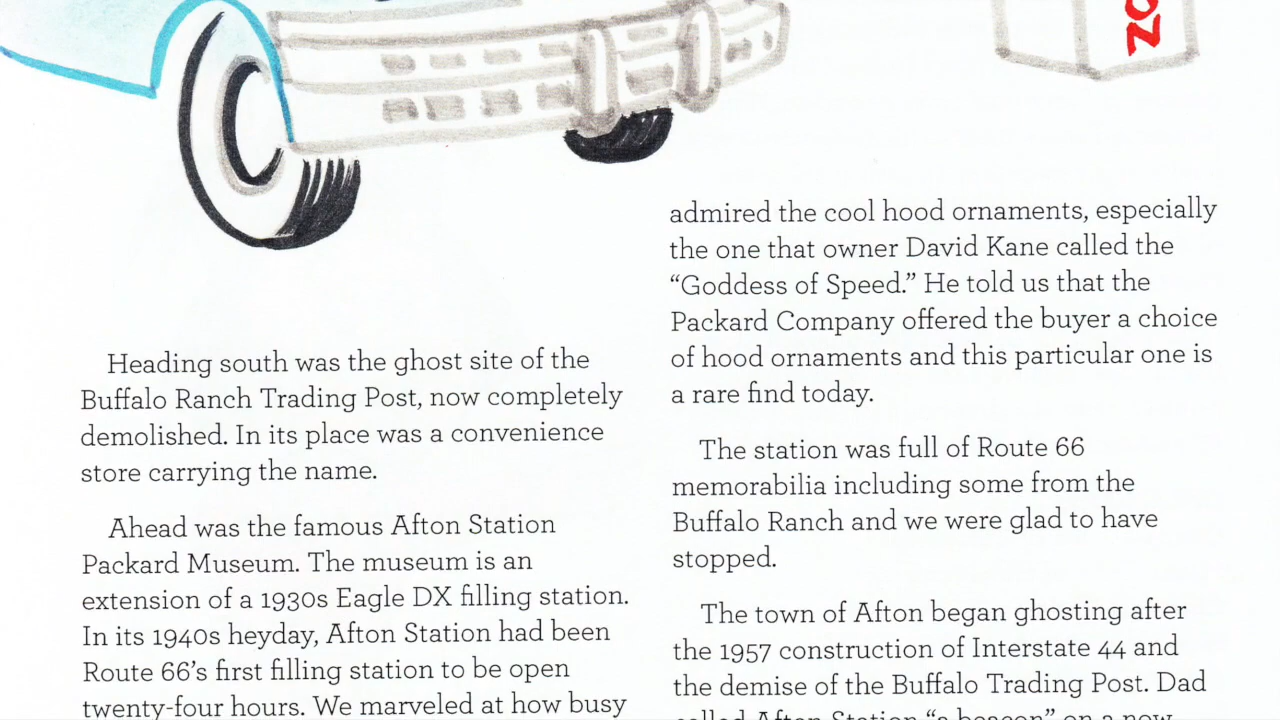 ZO
Heading south was the ghost site of the
Buffalo Ranch Trading Post, now completely
demolished. In its place was a convenience
store carrying the name.
Ahead was the famous Afton Station
Packard Museum. The museum is an
extension of a 1930s Eagle DX filling station.
In its 1940s heyday, Afton Station had been
Route 66’s first filling station to be open
twenty-four hours. We marveled at how busy
admired the cool hood ornaments, especially
the one that owner David Kane called the
“Goddess of Speed.” He told us that the
Packard Company offered the buyer a choice
of hood ornaments and this particular one is
a rare find today.
The station was full of Route 66
memorabilia including some from the
Buffalo Ranch and we were glad to have
stopped.
The town of Afton began ghosting after
the 1957 construction of Interstate 44 and
the demise of the Buffalo Trading Post. Dad
called Afton Station “a beacon” on a now